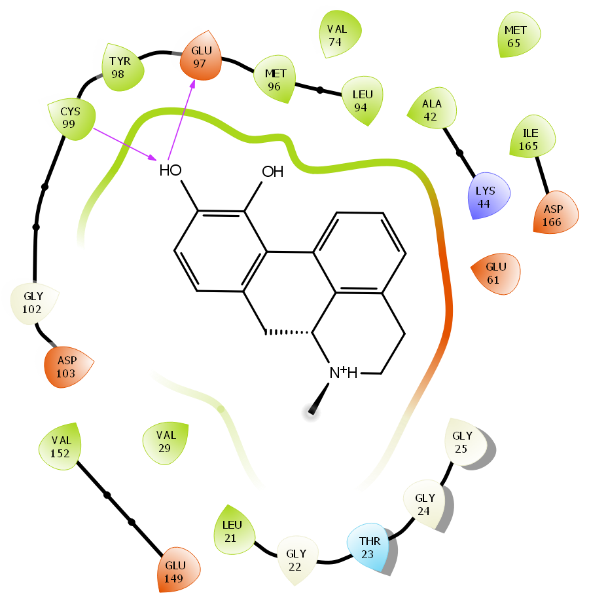 VAL
74
MET
65
GLU
97
TYR
98
MET
96
LEU
94
CYS
99
ALA
42
ILE
165
HO
OH
LYS
44
ASP
166
GLU
61
GLY
102
ASP
103
N+H
VAL
152
VAL
29
GLY
25
GLY
24
LEU
21
THR
23
GLY
22
GLU
149